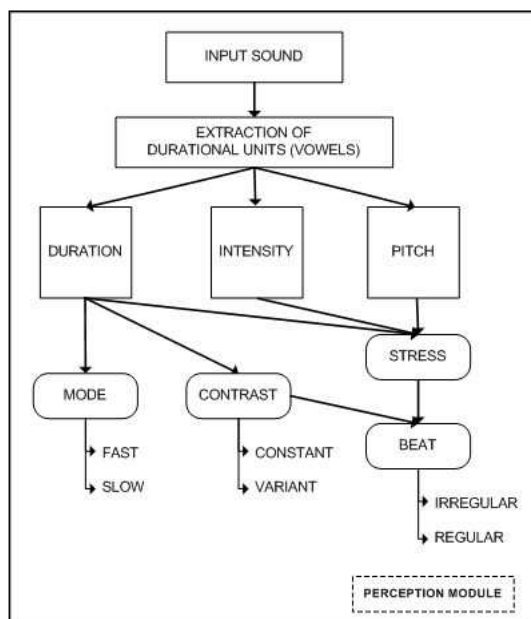 INPUT SOUND
EXTRACTION OF
DURATIONAL UNITS (VOWELS)
DURATION
INTENSITY
PITCH
STRESS
MODE
CONTRAST
BEAT
FAST
SLOW
CONSTANT
VARIANT
IRREGULAR
REGULAR
PERCEPTION MODULE